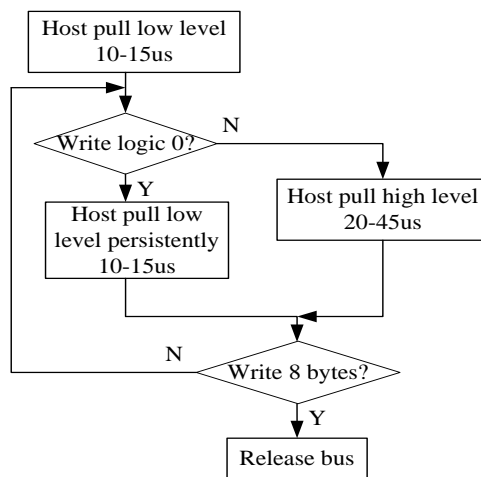 Host pull low level
10-15us
Write logic 0?
N
Y
Host pull low
level persistently
10-15us
Host pull high level
20-45us
N
Write 8 bytes?
Y
Release bus